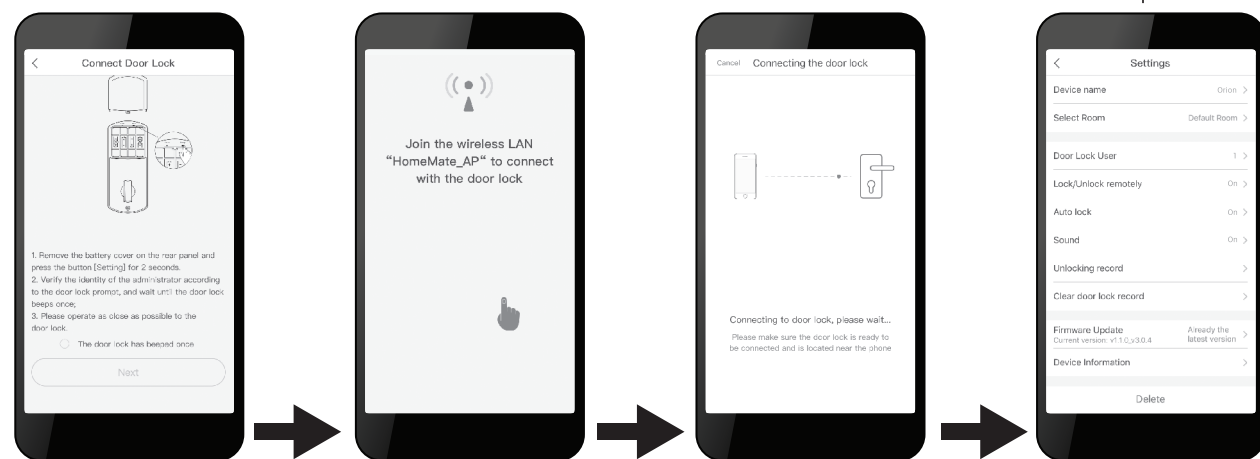 Connect Door Lock
1. Remove the battery cover on the rear panel and
press the button [Setting] for 2 seconds.
2. Verify the identity of the administrator according
to the door lock prompt, and wait until the door lock
beeps once;
3. Please operate as close as possible to the
door lock.
The door lock has beeped once
Next
Join the wireless LAN
“HomeMate_AP“ to connect
with the door lock
Cancel Connecting the door lock
Connecting to door lock, please wait...
Please make sure the door lock is ready to
be connected and is located near the phone
Settings
Device name Orion
Select Room Default Room
Door Lock User 1
Lock/Unlock remotely On
Auto lock On
Sound On
Unlocking record
Clear door lock record
Firmware Update Already the
Current version: v1.1.0_v3.0.4 latest version
Device Information
Delete